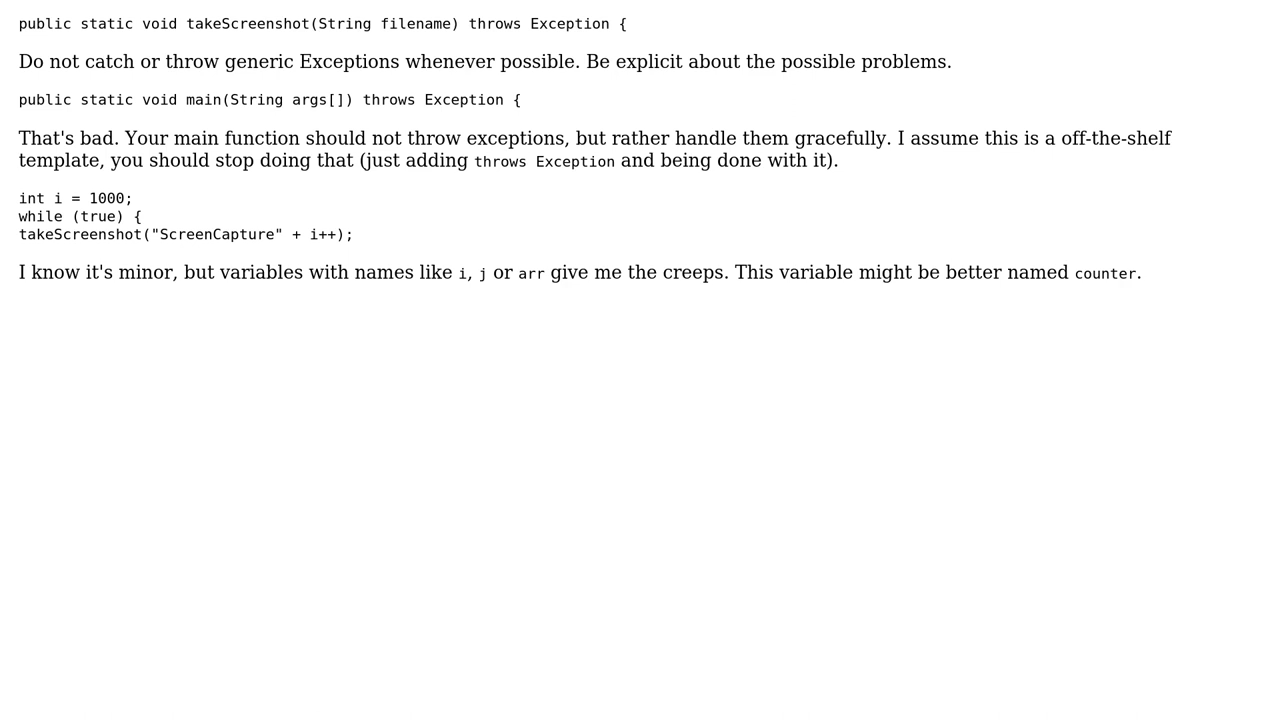 public static void takeScreenshot(String filename) throws Exception {
Do not catch or throw generic Exceptions whenever possible. Be explicit about the possible problems.
public static void main(String args[]) throws Exception {
That's bad. Your main function should not throw exceptions, but rather handle them gracefully. I assume this is a off-the-shelf
template, you should stop doing that (just adding throws Exception and being done with it).
int i = 1000;
while (true) {
takeScreenshot("ScreenCapture" + i++);
I know it's minor, but variables with names like i, j or arr give me the creeps. This variable might be better named counter.